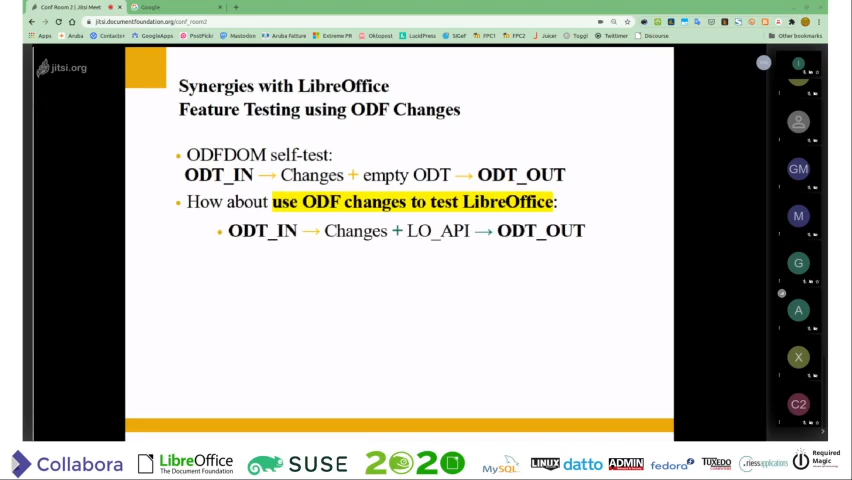 Conf Room 2 | Jitsi Meet
Google
jitsi.documentfoundation.org/conf_room2
Apps Aruba Contacts+ GoogleApps PostPickr Mastodon Aruba Fatture Extreme PR Oktopost LucidPress SIGef FPC1 FPC2 Juicer Toggl Twittimer Discourse Other bookmarks
jitsi.org
Synergies with LibreOffice
Feature Testing using ODF Changes
• ODFDOM self-test:
ODT_IN → Changes + empty ODT → ODT_OUT
• How about use ODF changes to test LibreOffice:
• ODT_IN → Changes + LO_API → ODT_OUT
I
GM
M
G
A
X
C2
Collabora
LibreOffice
The Document Foundation
SUSE
2020
MySQL
LINUX
datto
ADMIN
fedora
TUXEDO
riessapplications
Required
Magic